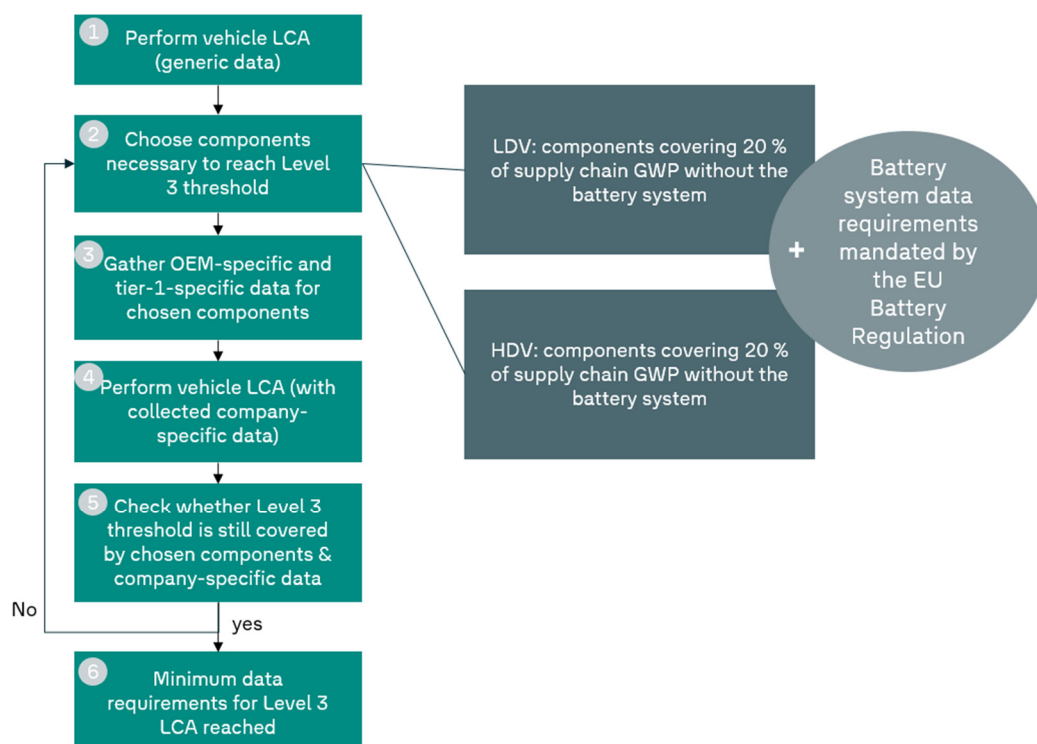 1
Perform vehicle LCA
(generic data)
2
Choose components
necessary to reach Level
3 threshold
3
Gather OEM-specific and
tier-1-specific data for
chosen components
4
Perform vehicle LCA (with
collected company-
specific data)
5
Check whether Level 3
threshold is still covered
by chosen components &
company-specific data
No
yes
6
Minimum data
requirements for Level 3
LCA reached
LDV: components covering 20 %
of supply chain GWP without the
battery system
HDV: components covering 20 %
of supply chain GWP without the
battery system
+
Battery
system data
requirements
mandated by
the EU
Battery
Regulation